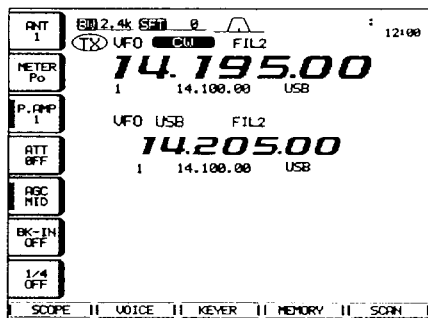 ANT
1
BW 2.4k SFT 0
12:00
TX VFO CW FIL2
METER
Po
14.195.00
1 14.100.00 USB
P.AMP
1
VFO USB FIL2
ATT
OFF
14.205.00
1 14.100.00 USB
AGC
MID
BK-IN
OFF
1/4
OFF
SCOPE VOICE KEYER MEMORY SCAN